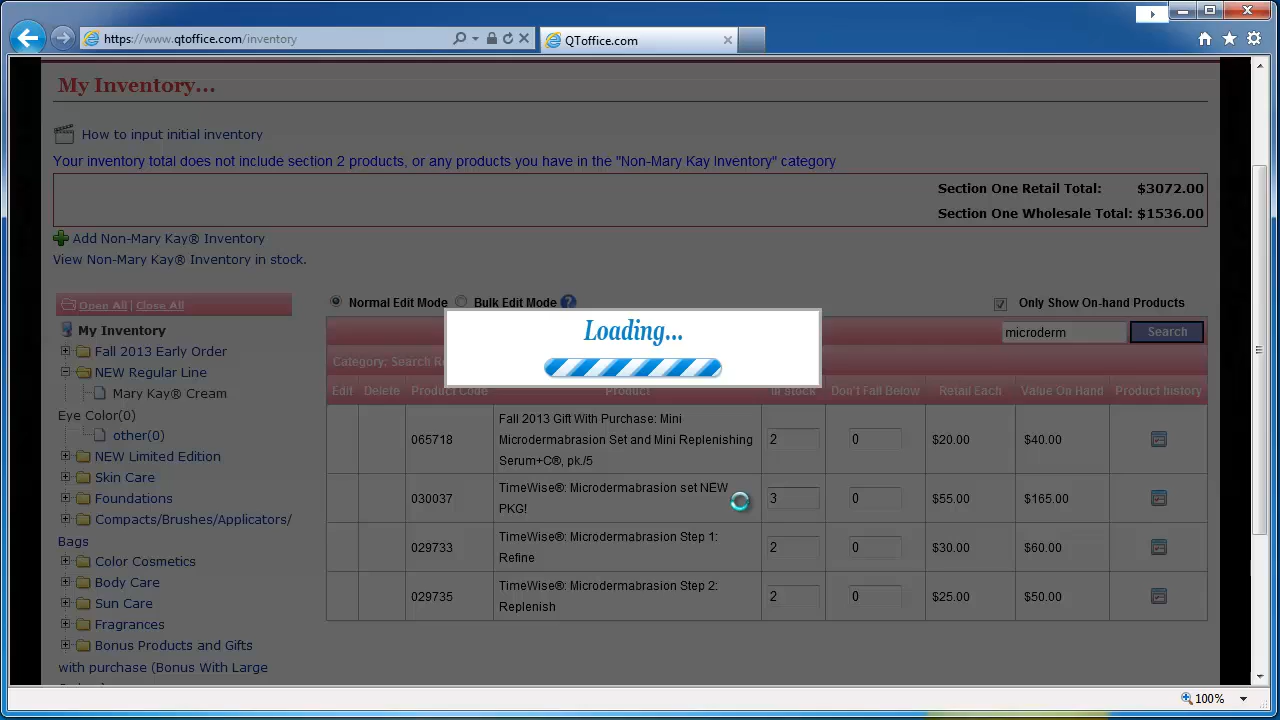 https://www.qtoffice.com/inventory
QToffice.com
My Inventory...
How to input initial inventory
Your inventory total does not include section 2 products, or any products you have in the "Non-Mary Kay Inventory" category
Section One Retail Total: $3072.00
Section One Wholesale Total: $1536.00
Add Non-Mary Kay® Inventory
View Non-Mary Kay® Inventory in stock.
Open All | Close All
My Inventory
Fall 2013 Early Order
NEW Regular Line
Mary Kay® Cream
Eye Color(0)
other(0)
NEW Limited Edition
Skin Care
Foundations
Compacts/Brushes/Applicators/
Bags
Color Cosmetics
Body Care
Sun Care
Fragrances
Bonus Products and Gifts
with purchase (Bonus With Large
Normal Edit Mode Bulk Edit Mode ? Only Show On-hand Products
microderm Search
Loading...
Category: Search
Edit Delete Product Code Product In stock Don't Fall Below Retail Each Value On Hand Product history
065718 Fall 2013 Gift With Purchase: Mini
Microdermabrasion Set and Mini Replenishing
Serum+C®, pk./5
2 0 $20.00 $40.00
030037 TimeWise®: Microdermabrasion set NEW
PKG!
3 0 $55.00 $165.00
029733 TimeWise®: Microdermabrasion Step 1:
Refine
2 0 $30.00 $60.00
029735 TimeWise®: Microdermabrasion Step 2:
Replenish
2 0 $25.00 $50.00
100%